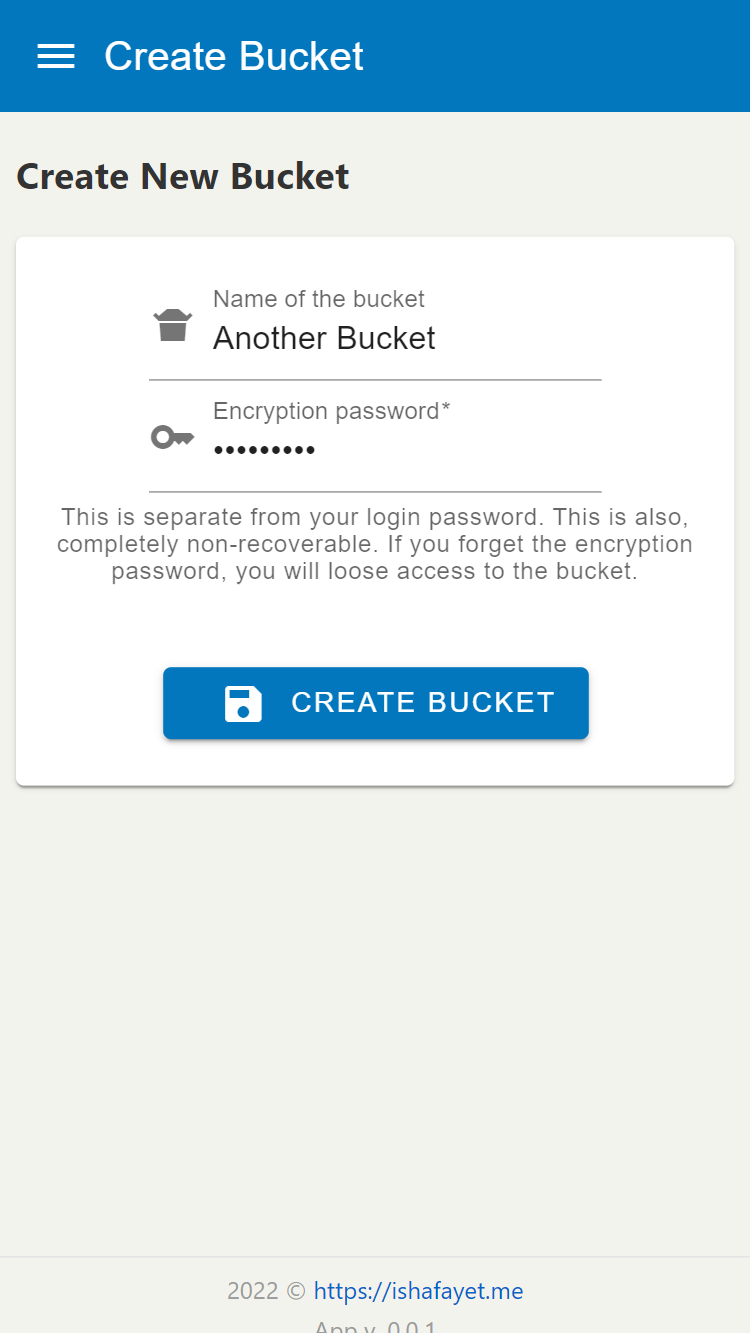 Create Bucket
Create New Bucket
Name of the bucket
Another Bucket
Encryption password*
•••••••••
This is separate from your login password. This is also,
completely non-recoverable. If you forget the encryption
password, you will loose access to the bucket.
CREATE BUCKET
2022 © https://ishafayet.me
App v. 0.0.1